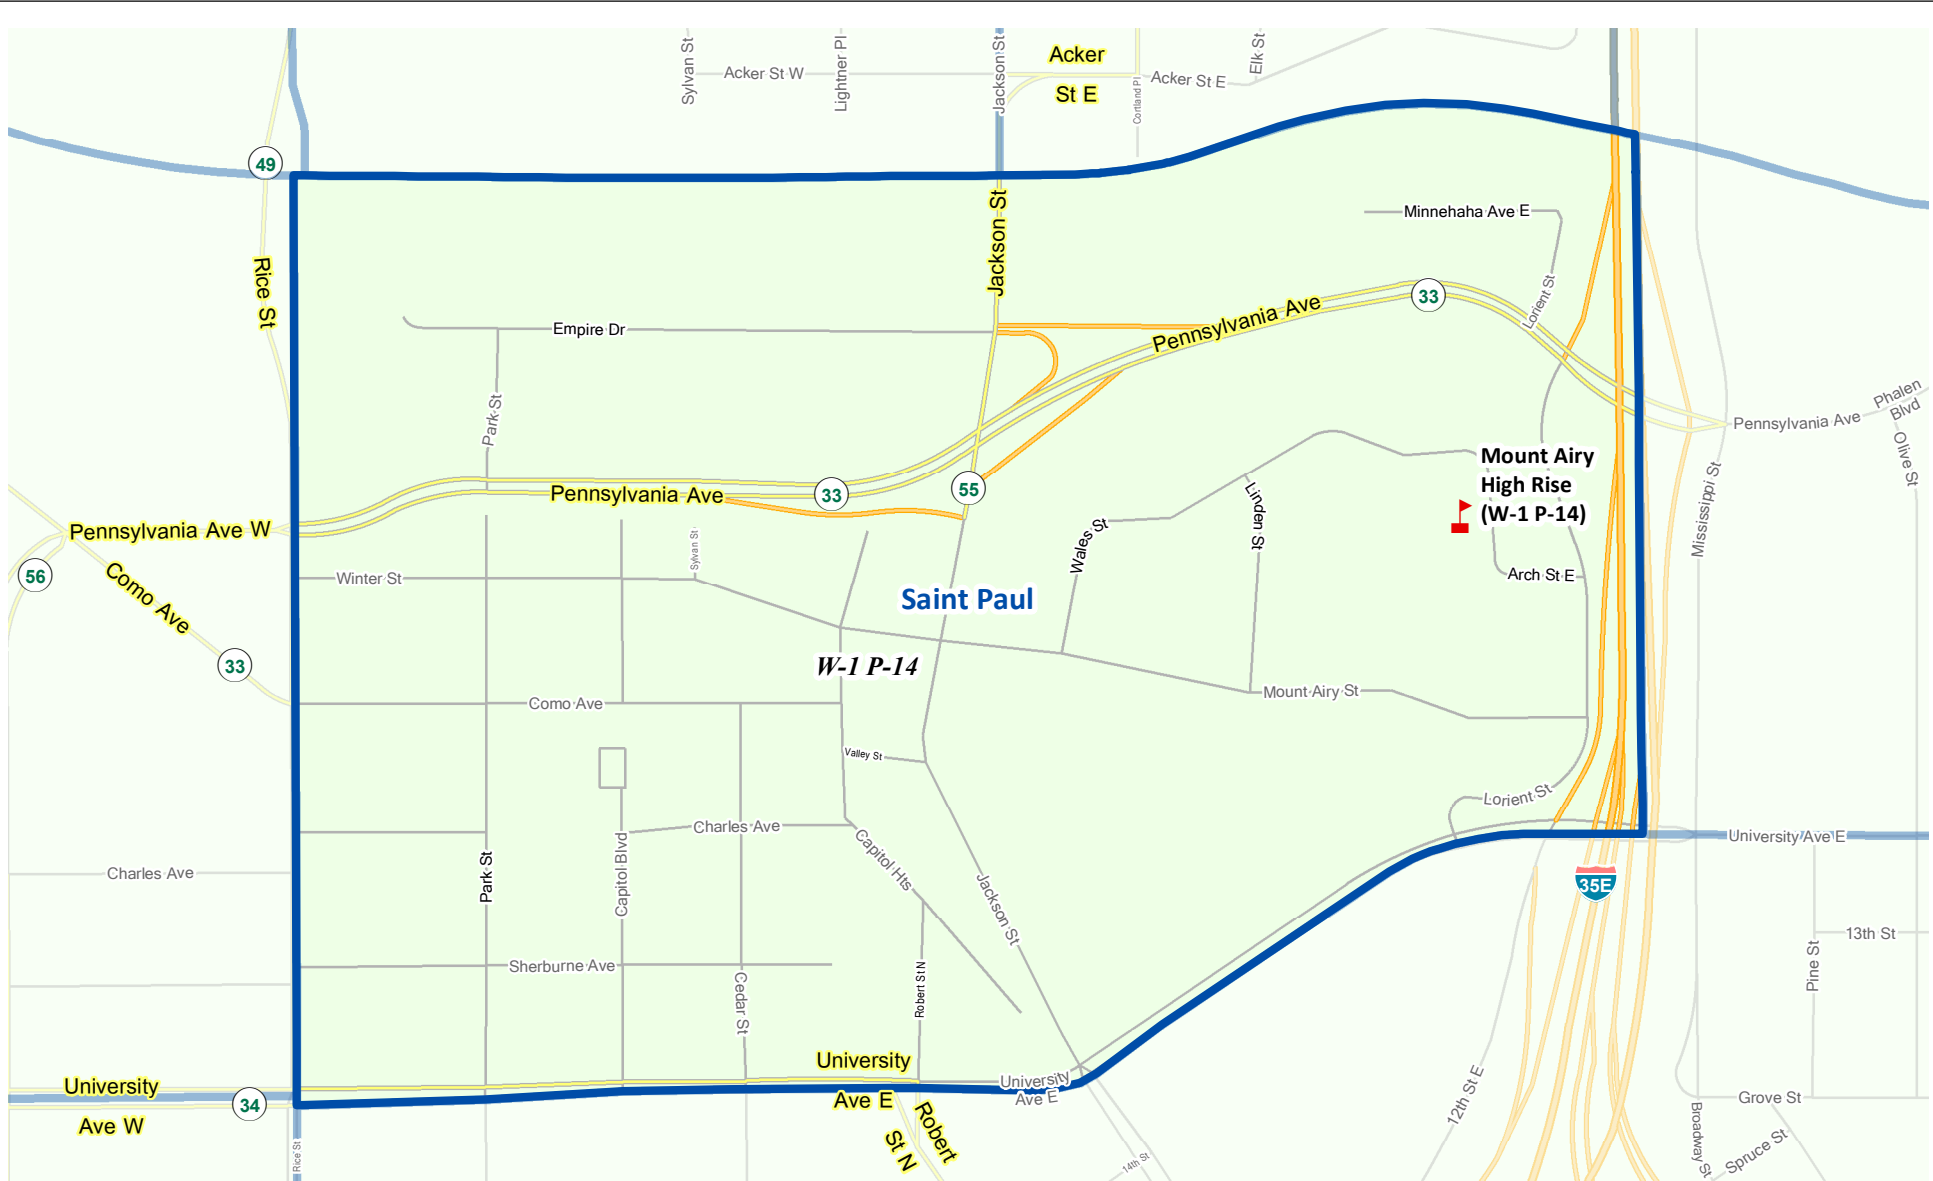 Sylvan St
Acker St W
Lightner Pl
Jackson St
Acker
St E
Cortland Pl
Acker St E
Elk St
49
Rice St
Jackson St
Minnehaha Ave E
Lorient St
33
Pennsylvania Ave
Empire Dr
Park St
Pennsylvania Ave
Phalen
Blvd
Olive St
Mississippi St
Mount Airy
High Rise
(W-1 P-14)
Pennsylvania Ave
33
55
Linden St
Wales St
Pennsylvania Ave W
56
Como Ave
33
Winter St
Sylvan St
Arch St E
Saint Paul
W-1 P-14
Mount Airy St
Como Ave
Valley St
Lorient St
Charles Ave
Capitol Hts
University Ave E
Charles Ave
Park St
Capitol Blvd
Jackson St
35E
13th St
Pine St
Sherburne Ave
Cedar St
Robert St N
University
Ave W
34
University
Ave E
University
Ave E
Robert
St N
Rice St
14th St
12th St E
Grove St
Broadway St
Spruce St